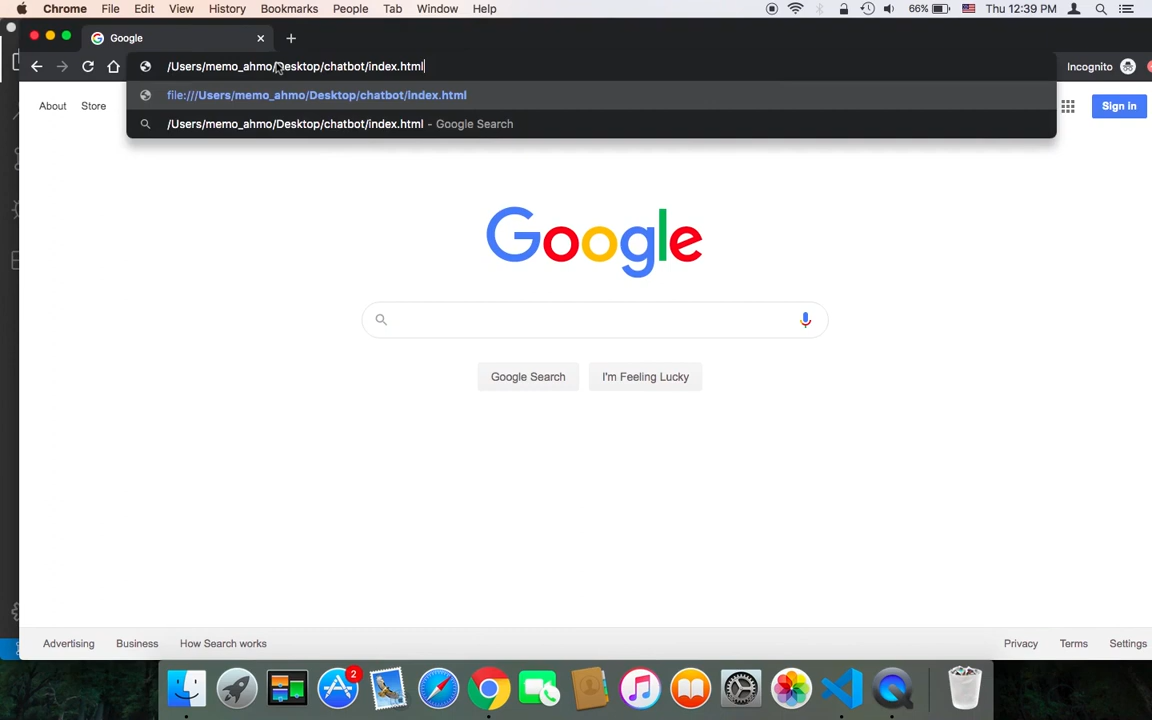 Chrome File Edit View History Bookmarks People Tab Window Help 66% Thu 12:39 PM
Google
/Users/memo_ahmo/Desktop/chatbot/index.html Incognito
file:///Users/memo_ahmo/Desktop/chatbot/index.html
About Store Sign in
/Users/memo_ahmo/Desktop/chatbot/index.html - Google Search
Google
Google Search I'm Feeling Lucky
Advertising Business How Search works Privacy Terms Settings
2